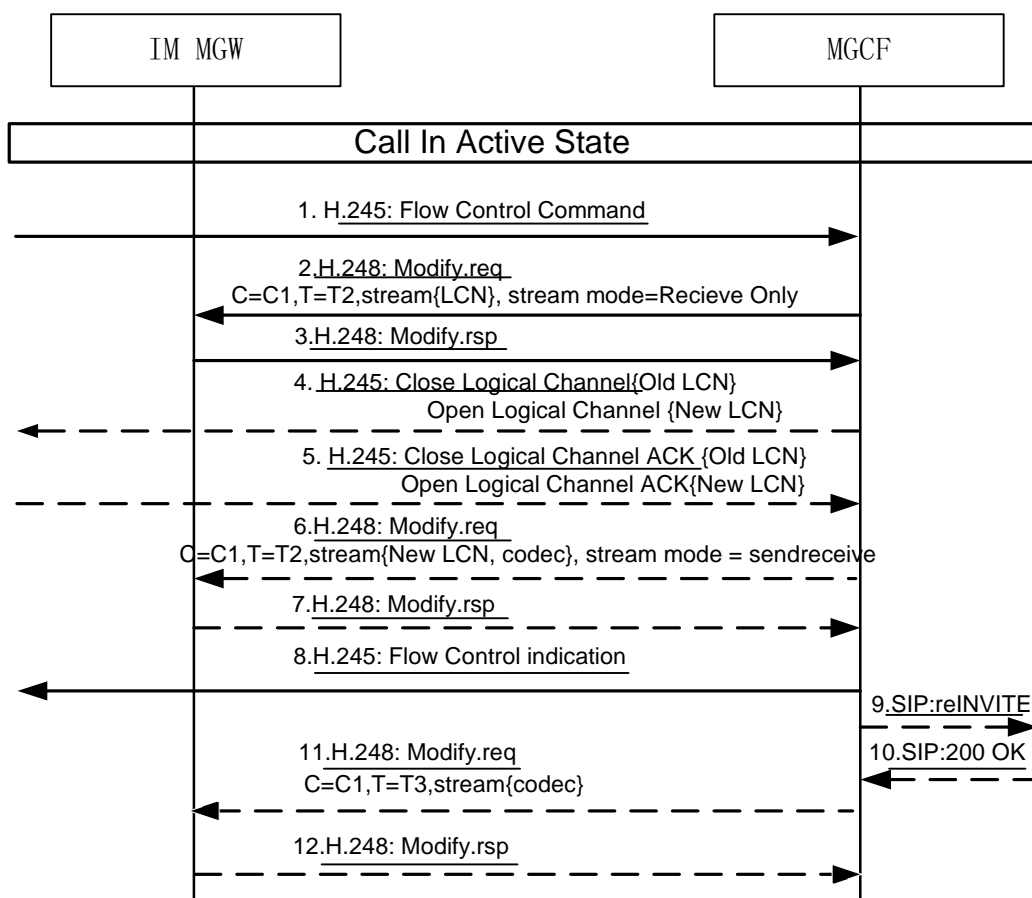 IM MGW
MGCF
Call In Active State
1. H.245: Flow Control Command
2.H.248: Modify.req
C=C1,T=T2,stream{LCN}, stream mode=Recieve Only
3.H.248: Modify.rsp
4. H.245: Close Logical Channel{Old LCN}
Open Logical Channel {New LCN}
5. H.245: Close Logical Channel ACK {Old LCN}
Open Logical Channel ACK{New LCN}
6.H.248: Modify.req
C=C1,T=T2,stream{New LCN, codec}, stream mode = sendreceive
7.H.248: Modify.rsp
8.H.245: Flow Control indication
9.SIP:reINVITE
10.SIP:200 OK
11.H.248: Modify.req
C=C1,T=T3,stream{codec}
12.H.248: Modify.rsp